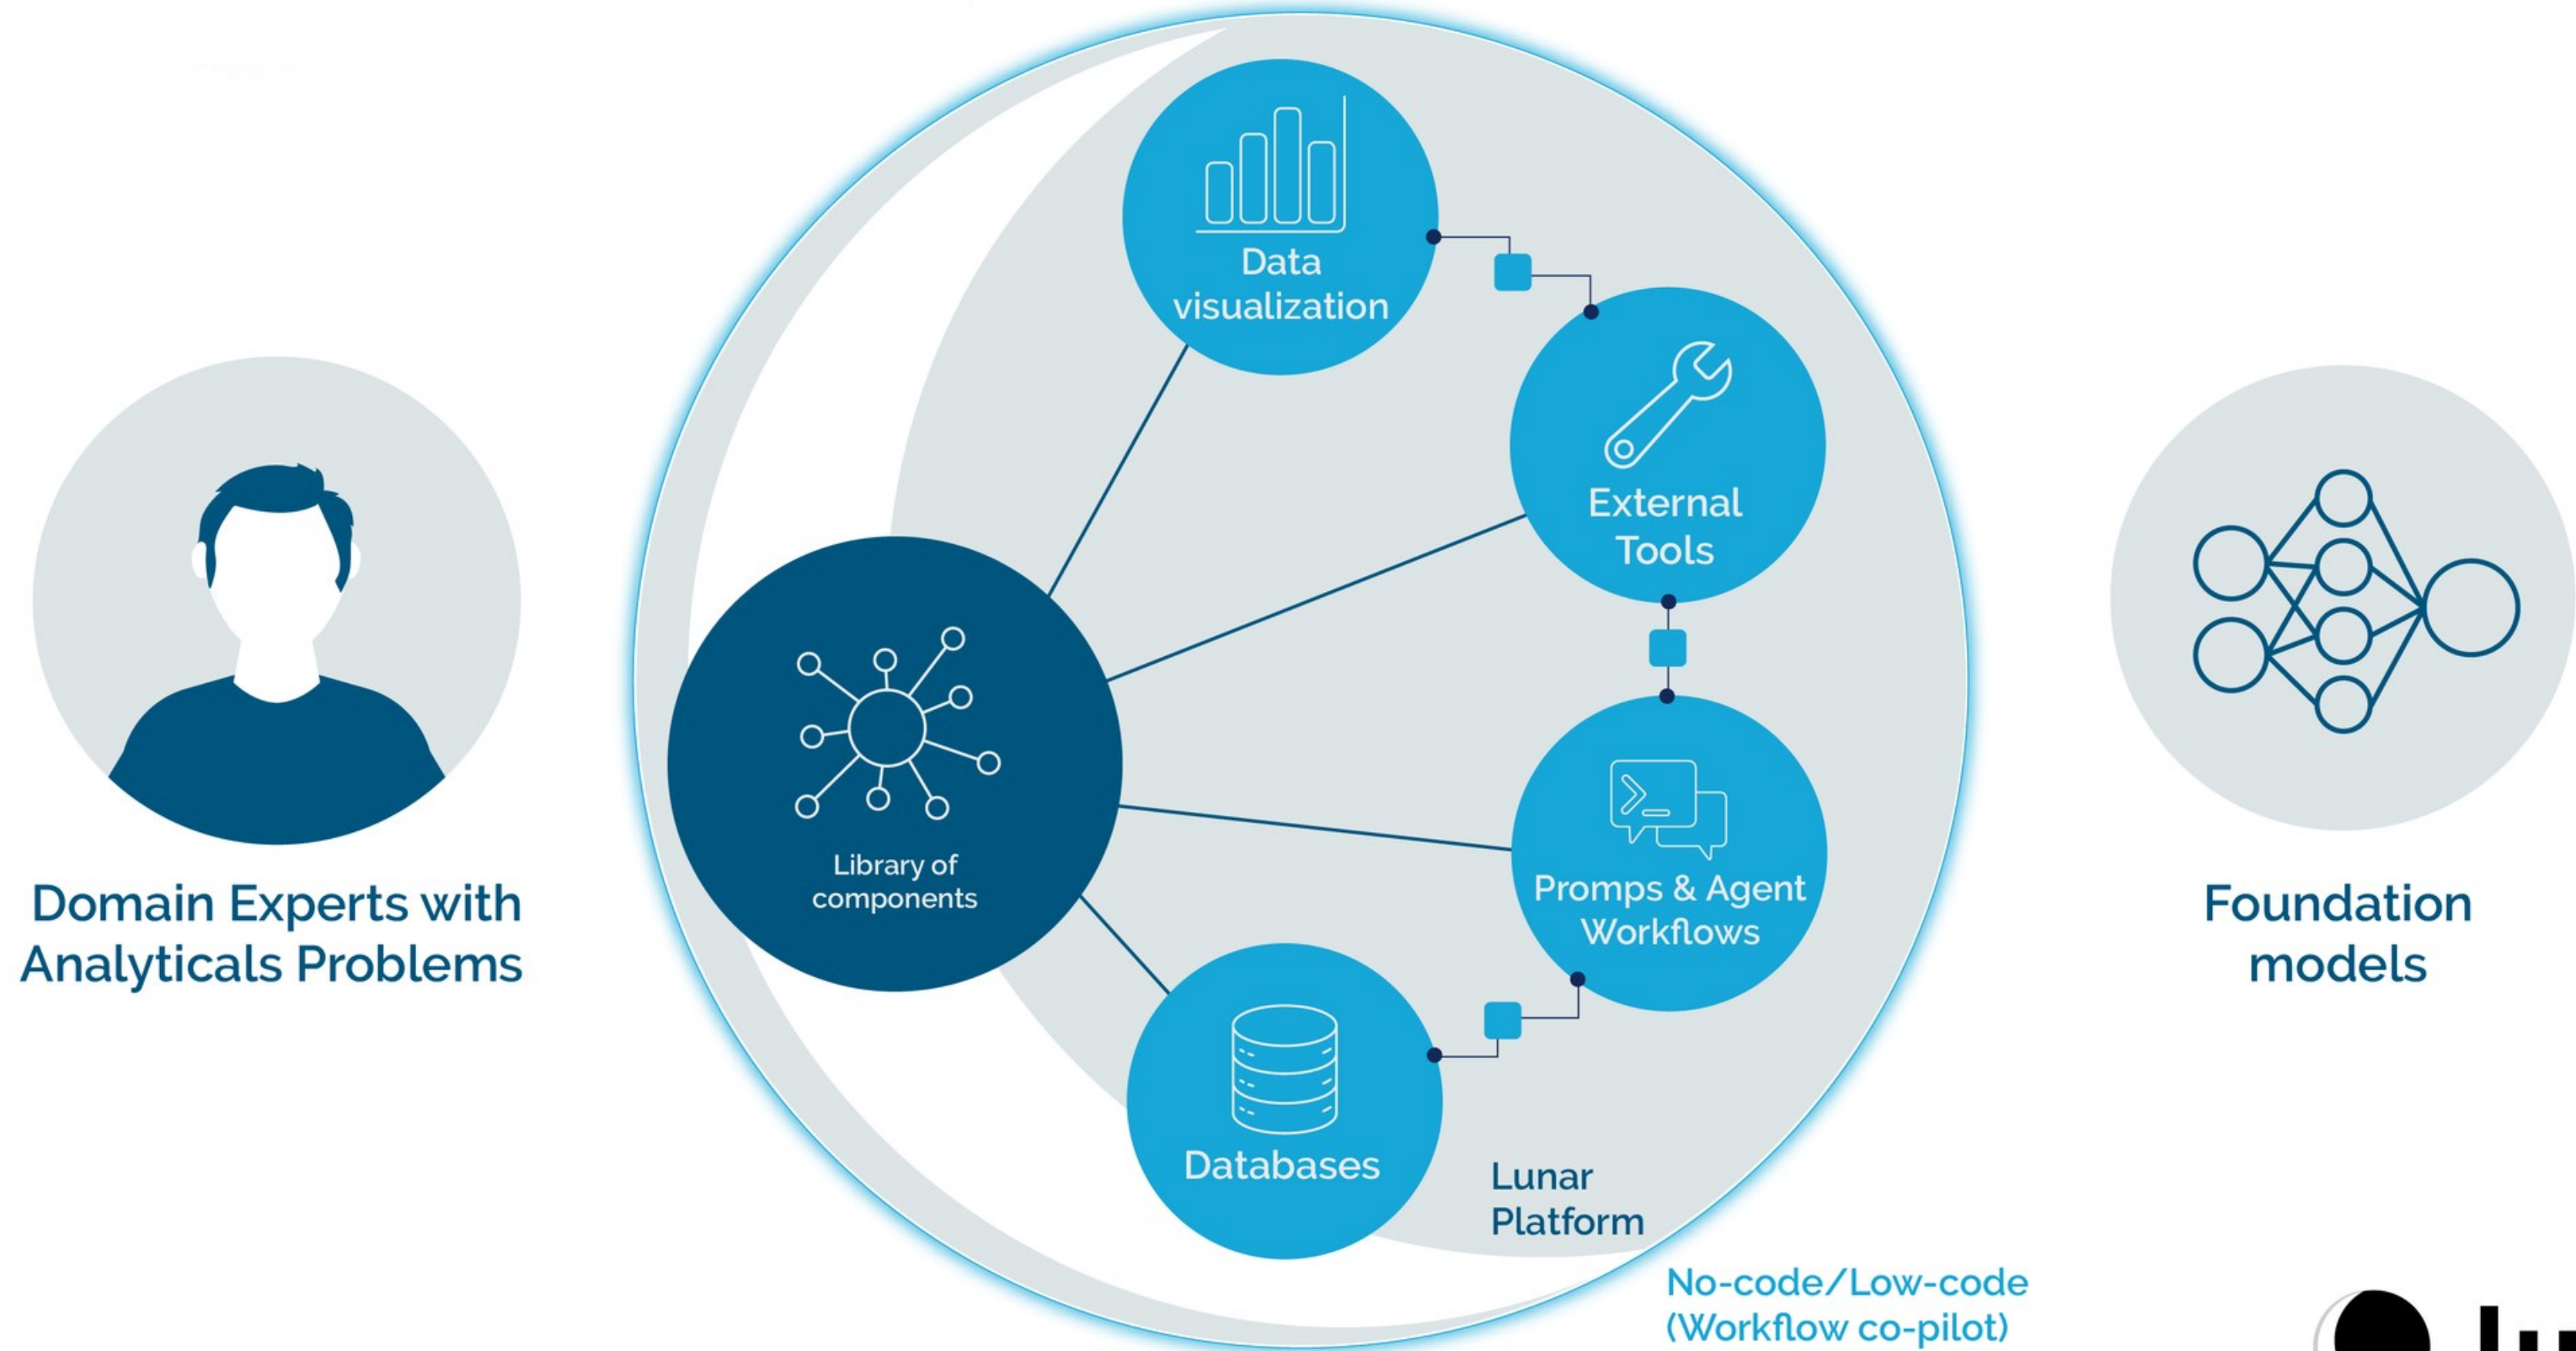 Data
visualization
External
Tools
Library of
components
Promps & Agent
Workflows
Databases
Domain Experts with
Analyticals Problems
Foundation
models
Lunar
Platform
No-code/Low-code
(Workflow co-pilot)